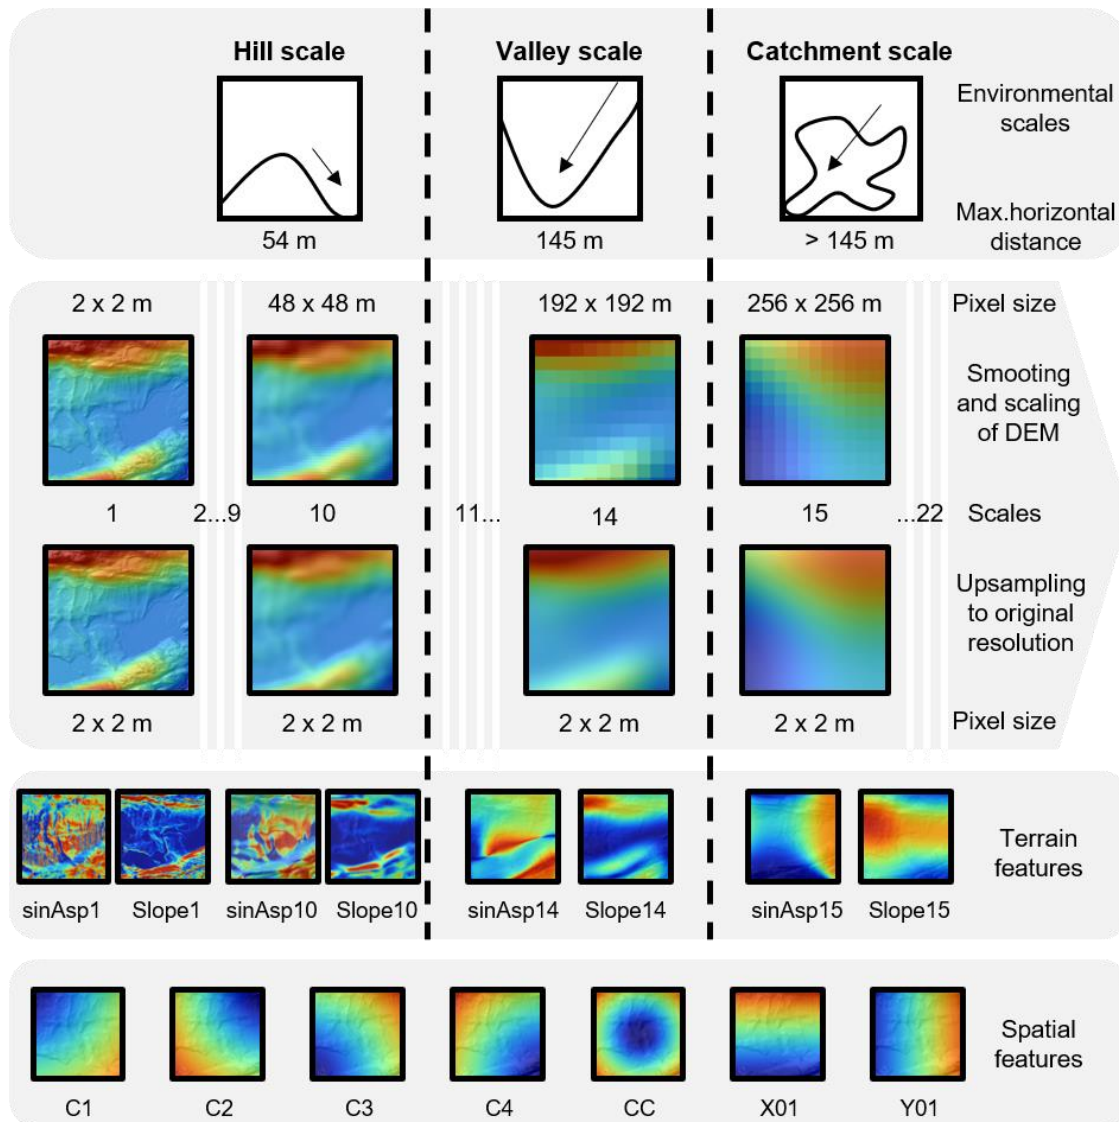 Hill scale
Valley scale
Catchment scale
Environmental
scales
Max.horizontal
distance
54 m
145 m
> 145 m
2 x 2 m
48 x 48 m
192 x 192 m
256 x 256 m
Pixel size
Smooting
and scaling
of DEM
1
2...9
10
11...
14
15
...22
Scales
Upsampling
to original
resolution
2 x 2 m
2 x 2 m
2 x 2 m
2 x 2 m
Pixel size
Terrain
features
sinAsp1
Slope1
sinAsp10
Slope10
sinAsp14
Slope14
sinAsp15
Slope15
Spatial
features
C1
C2
C3
C4
CC
X01
Y01